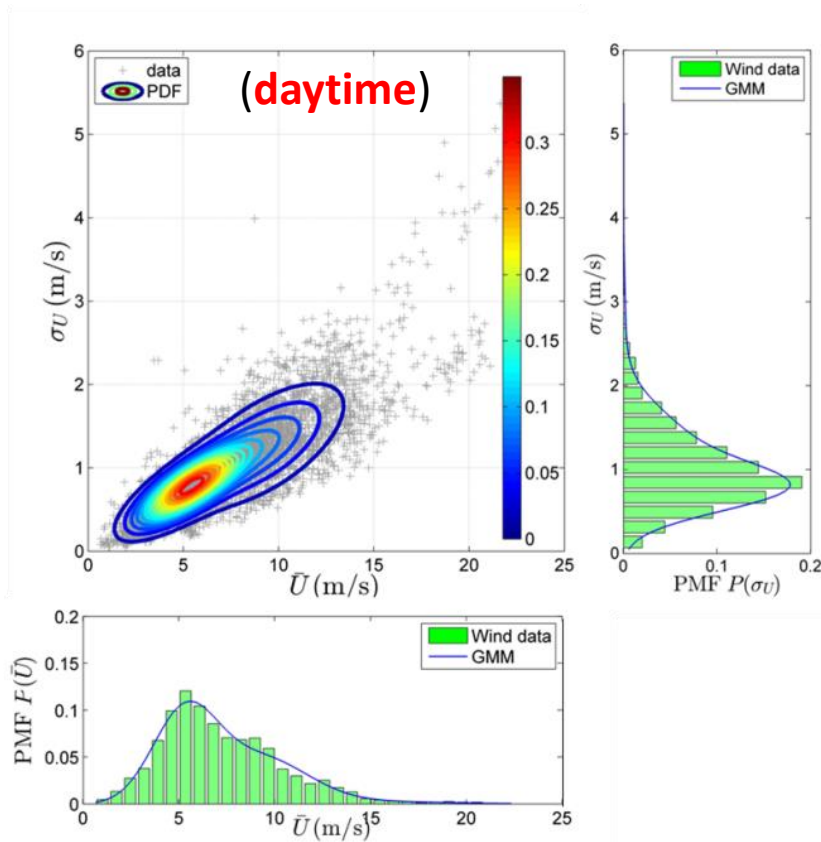 data
PDF
(daytime)
6
5
4
3
2
1
0
σU (m/s)
0 5 10 15 20 25
Ū (m/s)
0.3
0.25
0.2
0.15
0.1
0.05
0
Wind data
GMM
6
5
4
3
2
1
0
σU (m/s)
0 0.1 0.2
PMF P(σU)
Wind data
GMM
0.2
0.15
0.1
0.05
0
PMF P(Ū)
0 5 10 15 20 25
Ū (m/s)